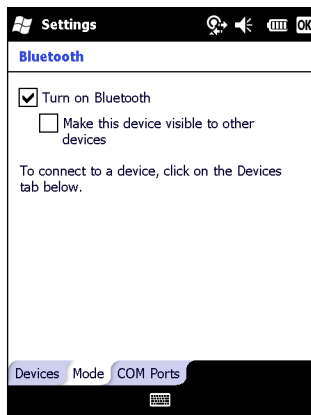 Settings
OK
Bluetooth
Turn on Bluetooth
Make this device visible to other
devices
To connect to a device, click on the Devices
tab below.
Devices Mode COM Ports